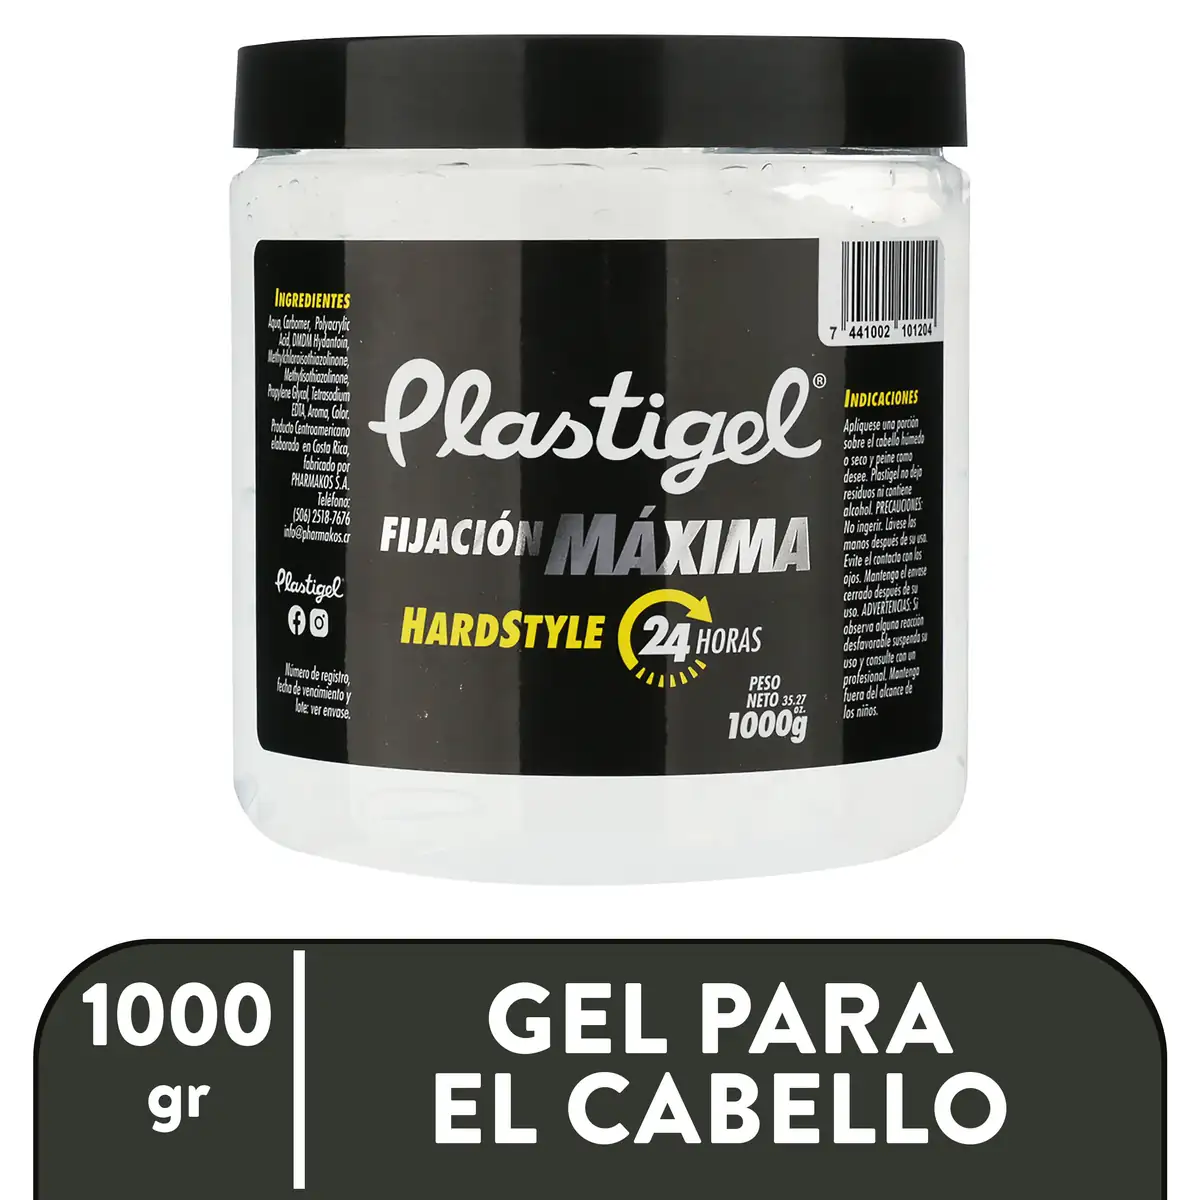 INGREDIENTES
Aqua, Carbomer, Polyacrylic
Acid, DMDM Hydantoin,
Methylchloroisothiazolinone,
Methylisothiazolinone,
Propylene Glycol, Tetrasodium
EDTA, Aroma, Color.
Producto Centroamericano
elaborado en Costa Rica,
fabricado por
PHARMAKOS S.A.
Teléfono:
(506) 2518-7676
info@pharmakos.cr
Plastigel
Número de registro,
fecha de vencimiento y
lote: ver envase.
Plastigel®
FIJACIÓN MÁXIMA
HARDSTYLE 24 HORAS
PESO
NETO 35.27
oz.
1000g
7 441002 101204
INDICACIONES
Aplíquese una porción
sobre el cabello húmedo
o seco y peine como
desee. Plastigel no deja
residuos ni contiene
alcohol. PRECAUCIONES:
No ingerir. Lávese las
manos después de su uso.
Evite el contacto con los
ojos. Mantenga el envase
cerrado después de su
uso. ADVERTENCIAS: Si
observa alguna reacción
desfavorable suspenda su
uso y consulte con un
profesional. Mantenga
fuera del alcance de
los niños.
1000
gr
GEL PARA
EL CABELLO